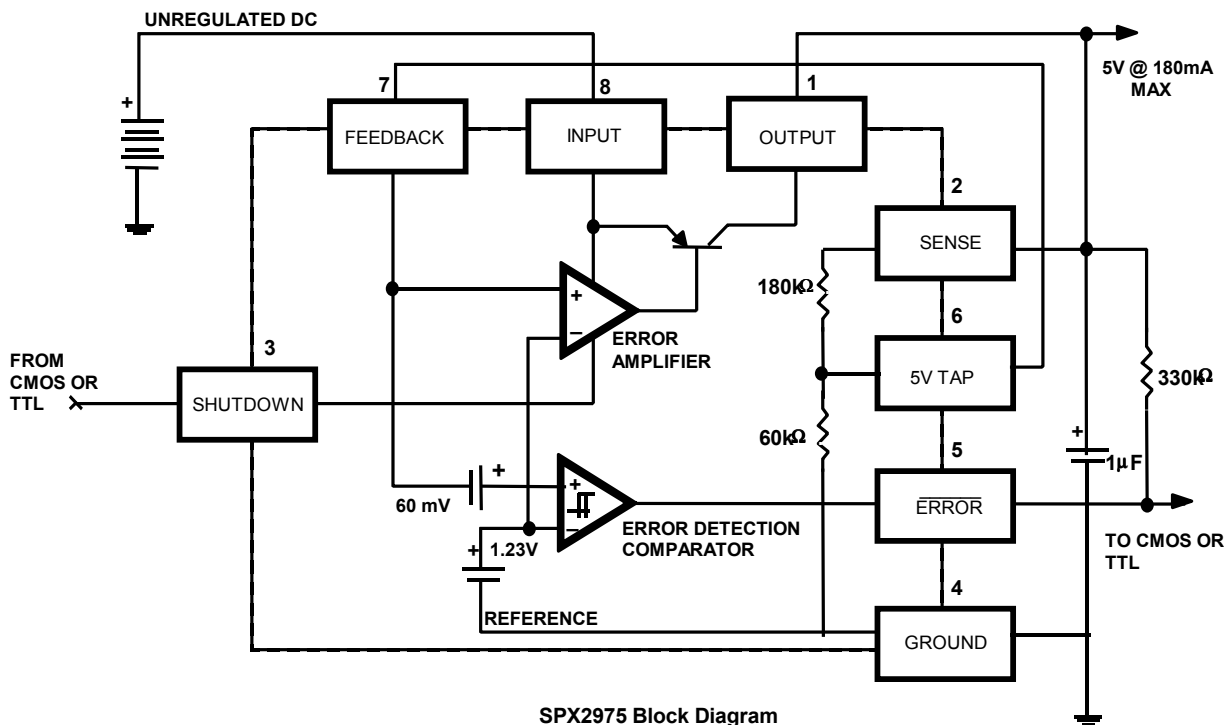 UNREGULATED DC
+
7
8
1
5V @ 180mA
MAX
FEEDBACK
INPUT
OUTPUT
2
SENSE
180kΩ
+
−
ERROR
AMPLIFIER
6
5V TAP
330kΩ
FROM
CMOS OR
TTL
3
SHUTDOWN
60kΩ
5
+
1µF
60 mV
+
+
−
ERROR DETECTION
COMPARATOR
ERROR
TO CMOS OR
TTL
+
1.23V
4
REFERENCE
GROUND
SPX2975 Block Diagram